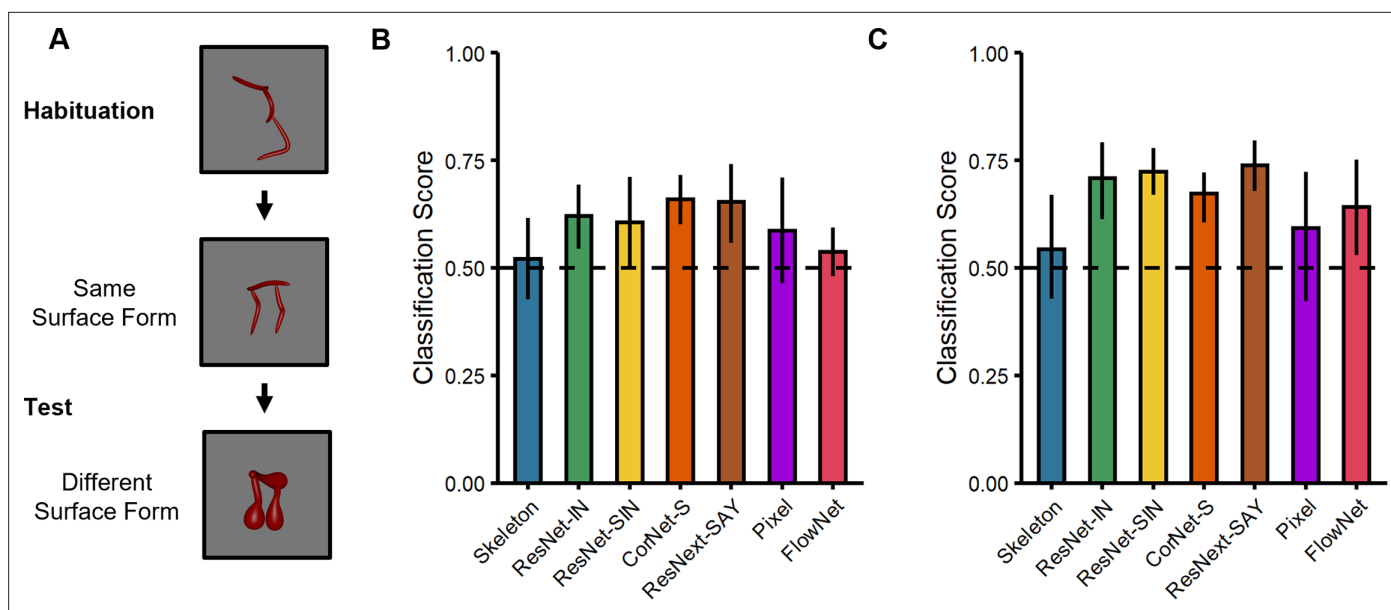 A
Habituation
Same
Surface Form
Test
Different
Surface Form
B
Classification Score
1.00
0.75
0.50
0.25
0.00
Skeleton
ResNet-IN
ResNet-SIN
CorNet-S
ResNext-SAY
Pixel
FlowNet
C
Classification Score
1.00
0.75
0.50
0.25
0.00
Skeleton
ResNet-IN
ResNet-SIN
CorNet-S
ResNext-SAY
Pixel
FlowNet